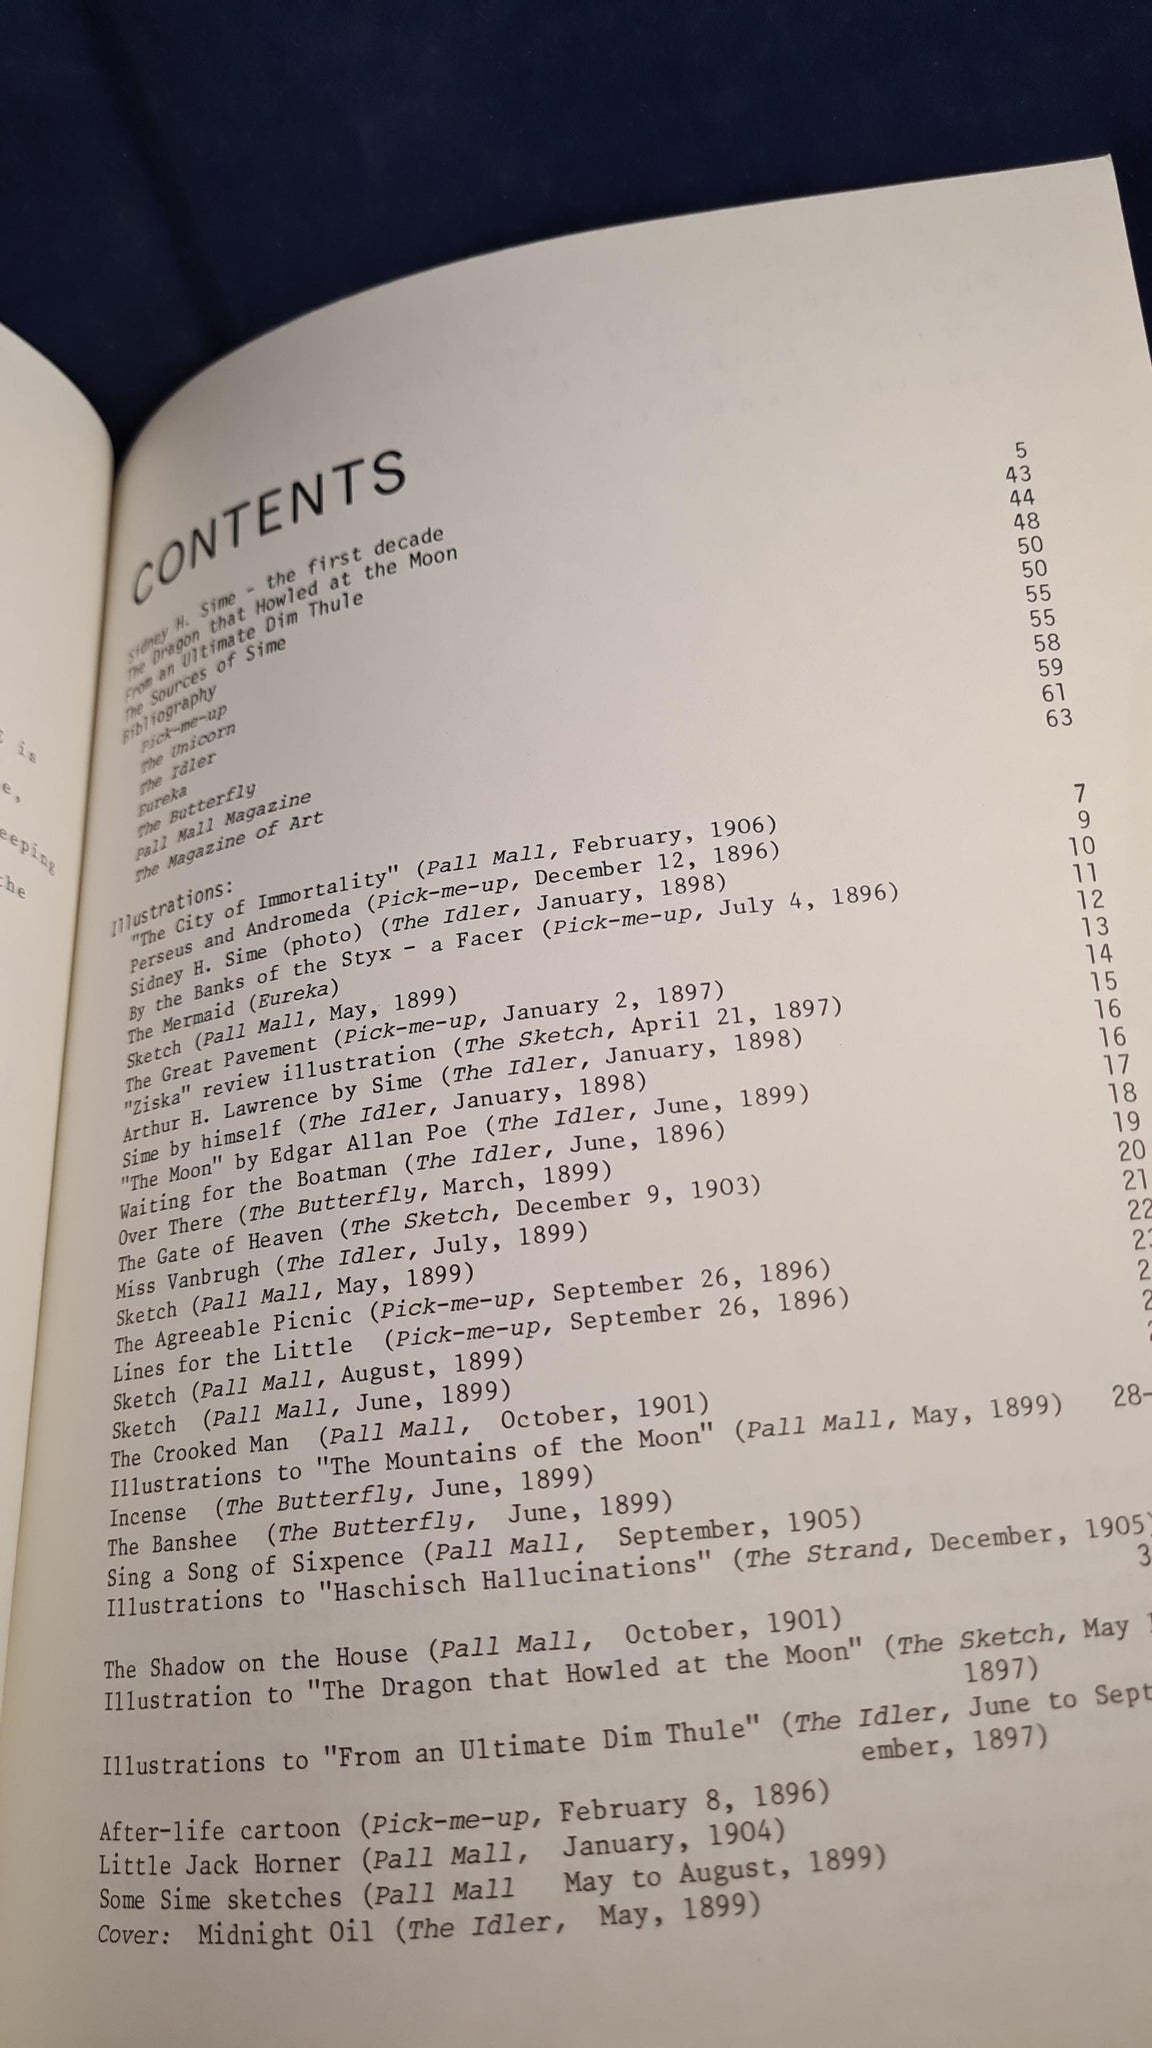 is
e,
eeping
the
CONTENTS
Sidney H. Sime - the first decade 5
The Dragon that Howled at the Moon 43
From an Ultimate Dim Thule 44
The Sources of Sime 48
Bibliography 50
Pick-me-up 50
The Unicorn 55
The Idler 55
Eureka 58
The Butterfly 59
Pall Mall Magazine 61
The Magazine of Art 63
Illustrations:
"The City of Immortality" (Pall Mall, February, 1906) 7
Perseus and Andromeda (Pick-me-up, December 12, 1896) 9
Sidney H. Sime (photo) (The Idler, January, 1898) 10
By the Banks of the Styx - a Facer (Pick-me-up, July 4, 1896) 11
The Mermaid (Eureka) 12
Sketch (Pall Mall, May, 1899) 13
The Great Pavement (Pick-me-up, January 2, 1897) 14
"Ziska" review illustration (The Sketch, April 21, 1897) 15
Arthur H. Lawrence by Sime (The Idler, January, 1898) 16
Sime by himself (The Idler, January, 1898) 16
"The Moon" by Edgar Allan Poe (The Idler, June, 1899) 17
Waiting for the Boatman (The Idler, June, 1896) 18
Over There (The Butterfly, March, 1899) 19
The Gate of Heaven (The Sketch, December 9, 1903) 20
Miss Vanbrugh (The Idler, July, 1899) 21
Sketch (Pall Mall, May, 1899) 22
The Agreeable Picnic (Pick-me-up, September 26, 1896) 23
Lines for the Little (Pick-me-up, September 26, 1896) 2
Sketch (Pall Mall, August, 1899) 2
Sketch (Pall Mall, June, 1899) 2
The Crooked Man (Pall Mall, October, 1901)
Illustrations to "The Mountains of the Moon" (Pall Mall, May, 1899) 28-
Incense (The Butterfly, June, 1899)
The Banshee (The Butterfly, June, 1899)
Sing a Song of Sixpence (Pall Mall, September, 1905)
Illustrations to "Haschisch Hallucinations" (The Strand, December, 1905)
3
The Shadow on the House (Pall Mall, October, 1901)
Illustration to "The Dragon that Howled at the Moon" (The Sketch, May 1
1897)
Illustrations to "From an Ultimate Dim Thule" (The Idler, June to Sept
ember, 1897)
After-life cartoon (Pick-me-up, February 8, 1896)
Little Jack Horner (Pall Mall, January, 1904)
Some Sime sketches (Pall Mall May to August, 1899)
Cover: Midnight Oil (The Idler, May, 1899)